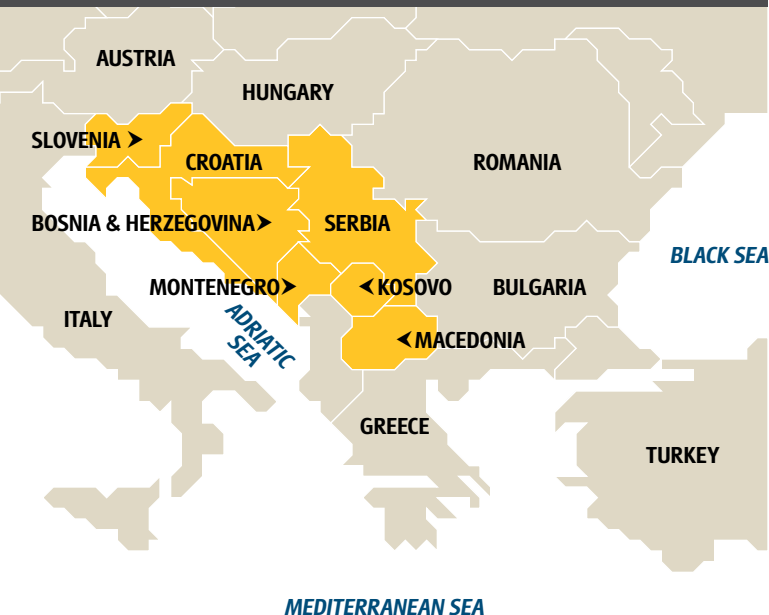 AUSTRIA
HUNGARY
SLOVENIA
CROATIA
ROMANIA
BOSNIA & HERZEGOVINA
SERBIA
BLACK SEA
MONTENEGRO
KOSOVO
BULGARIA
ITALY
ADRIATIC
SEA
MACEDONIA
GREECE
TURKEY
MEDITERRANEAN SEA